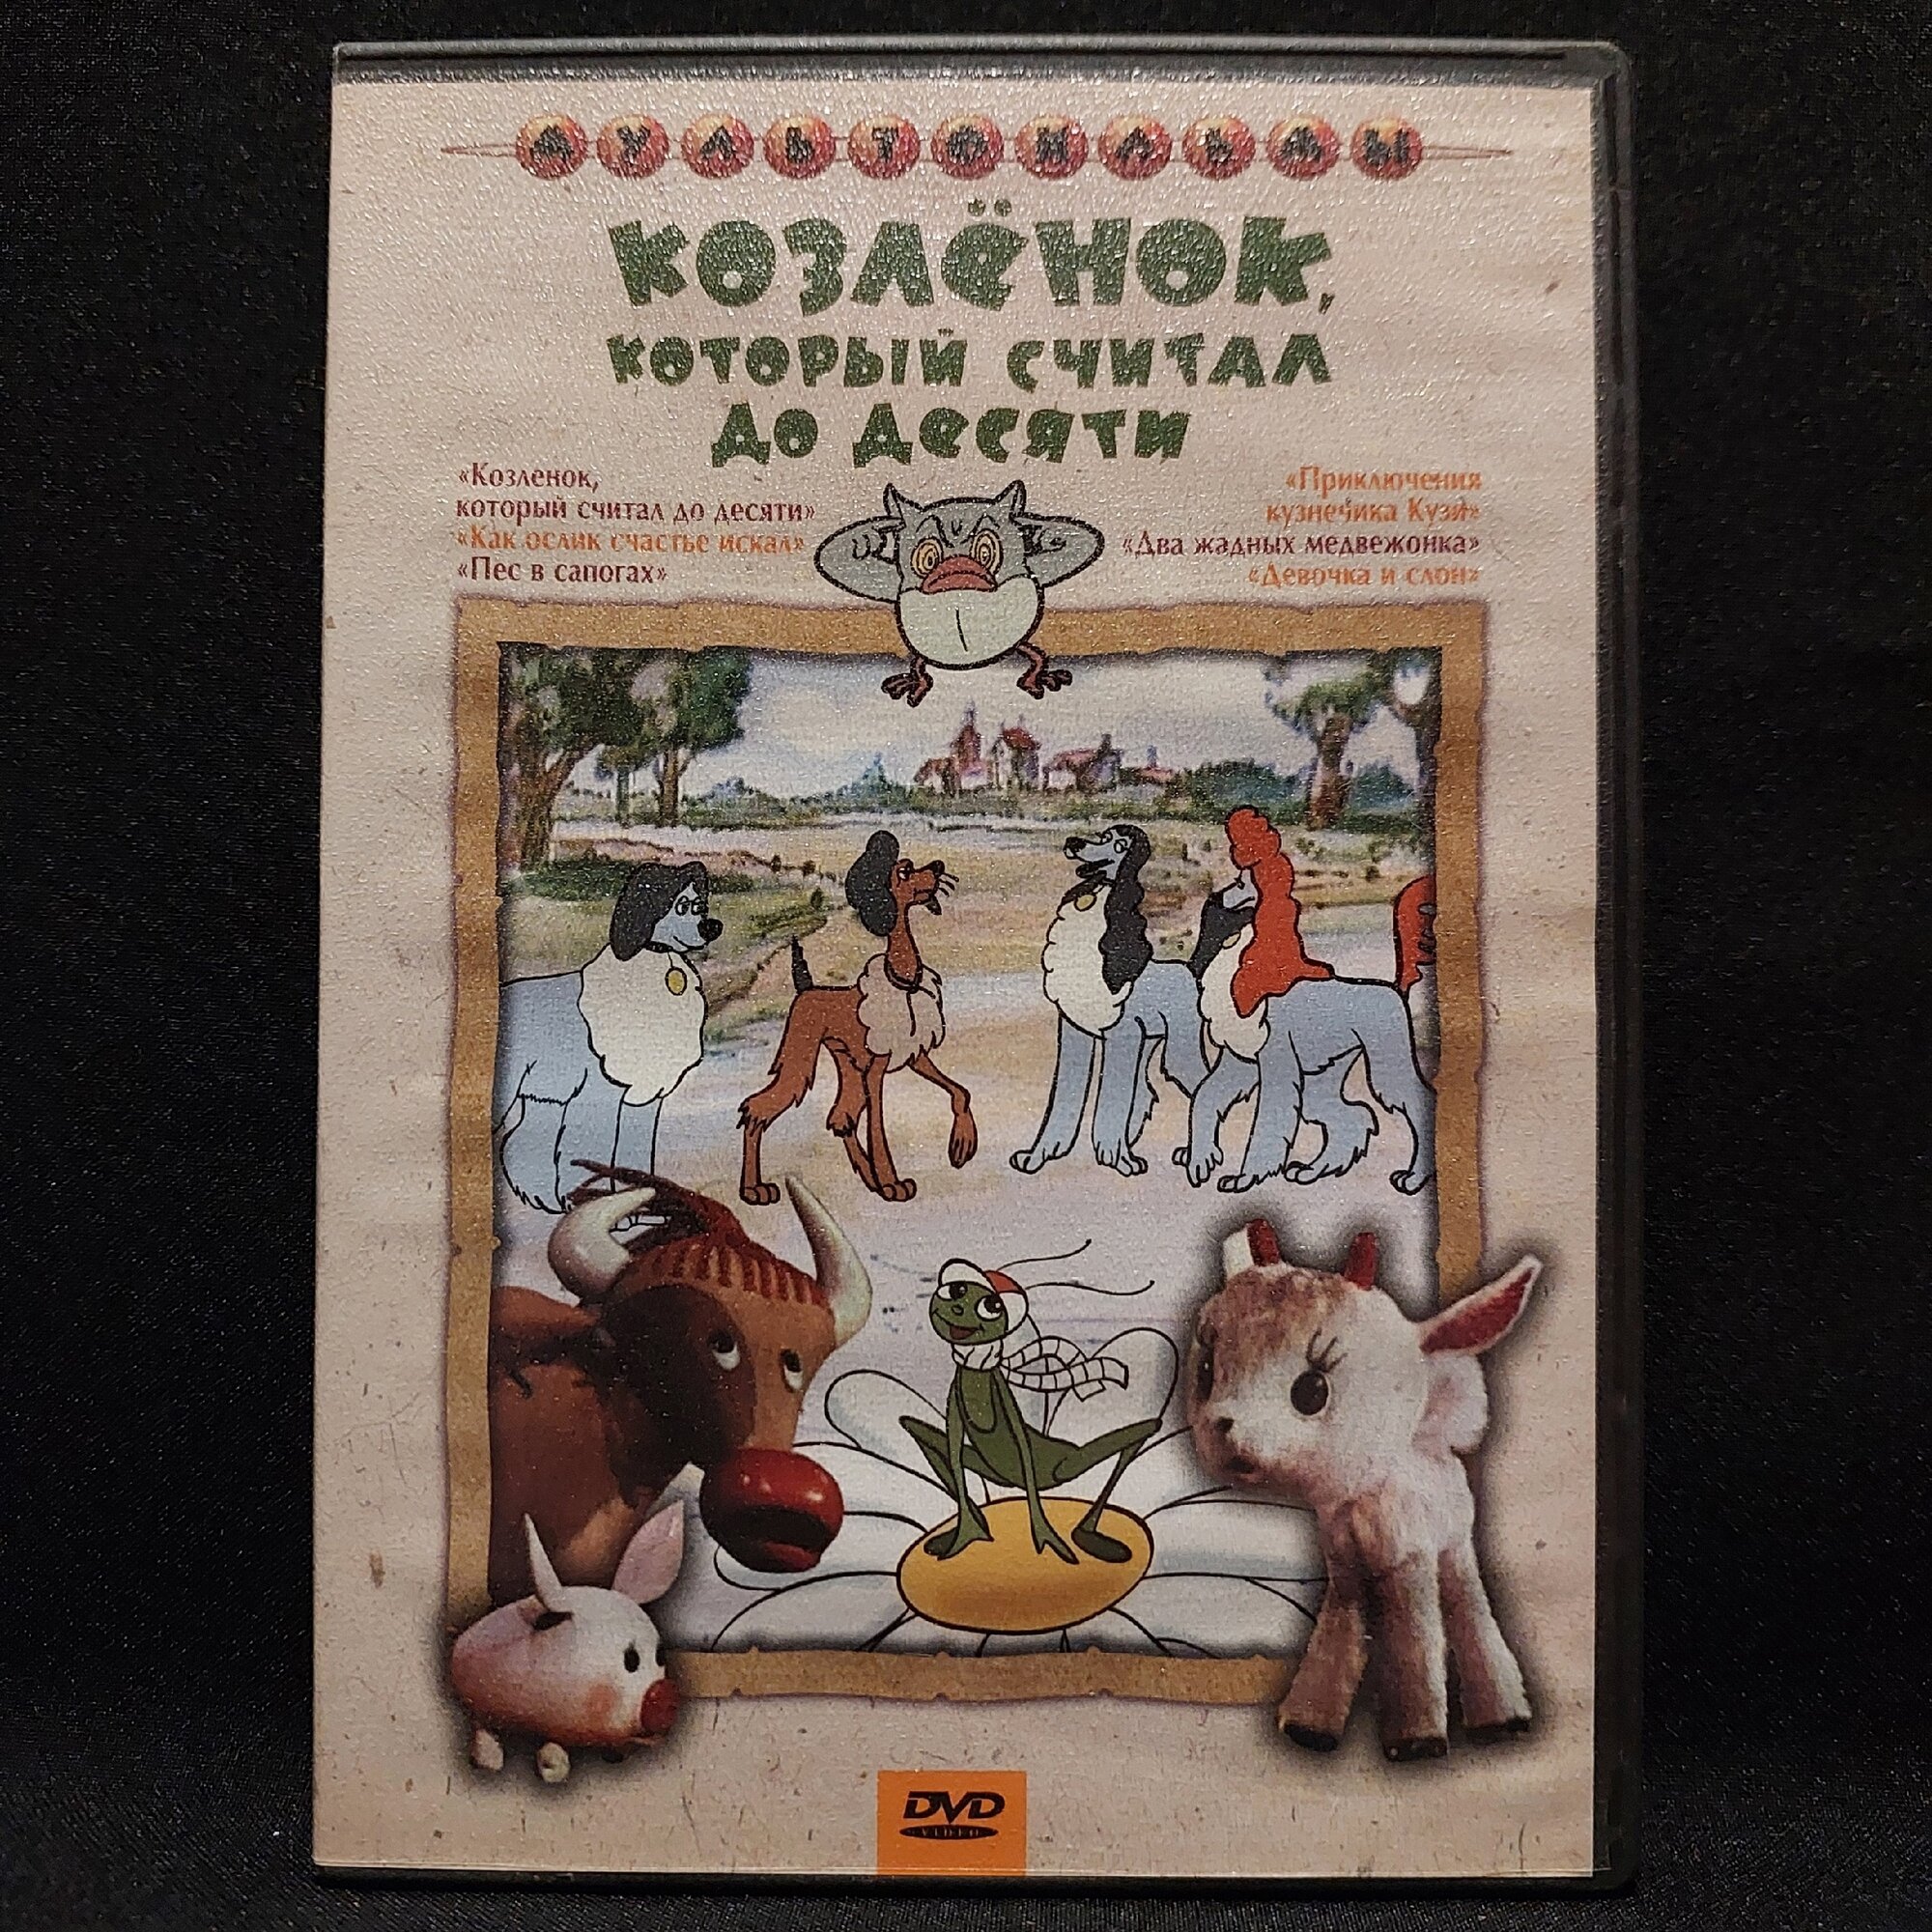 МУЛЬТФИЛЬМЫ
КОЗЛЁНОК,
КОТОРЫЙ СЧИТАЛ
ДО ДЕСЯТИ
«Козленок,
который считал до десяти»
«Как ослик счастье искал»
«Пес в сапогах»
«Приключения
кузнечика Кузи»
«Два жадных медвежонка»
«Девочка и слон»
DVD
VIDEO